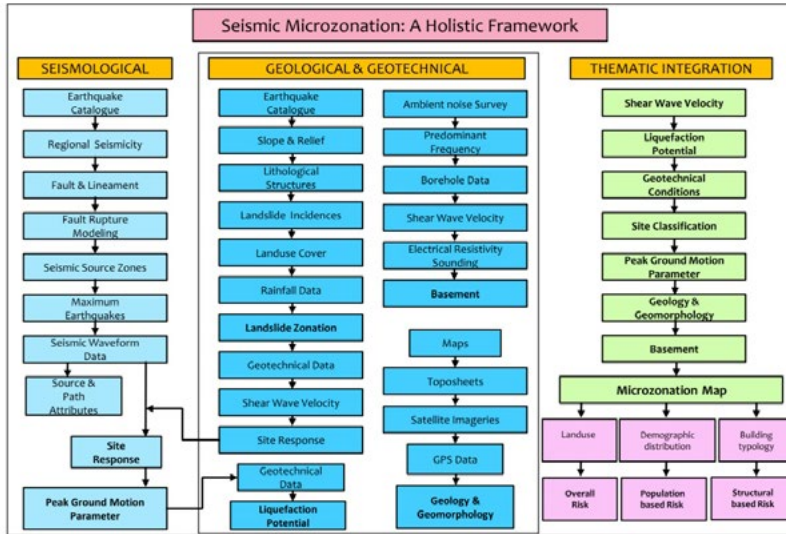 Seismic Microzonation: A Holistic Framework
SEISMOLOGICAL
Earthquake
Catalogue
Regional Seismicity
Fault & Lineament
Fault Rupture
Modeling
Seismic Source Zones
Maximum
Earthquakes
Seismic Waveform
Data
Source &
Path
Attributes
Site
Response
Peak Ground Motion
Parameter
GEOLOGICAL & GEOTECHNICAL
Earthquake
Catalogue
Slope & Relief
Lithological
Structures
Landslide Incidences
Landuse Cover
Rainfall Data
Landslide Zonation
Geotechnical Data
Shear Wave Velocity
Site Response
Geotechnical
Data
Liquefaction
Potential
Ambient noise Survey
Predominant
Frequency
Borehole Data
Shear Wave Velocity
Electrical Resistivity
Sounding
Basement
Maps
Toposheets
Satellite Imageries
GPS Data
Geology &
Geomorphology
THEMATIC INTEGRATION
Shear Wave Velocity
Liquefaction
Potential
Geotechnical
Conditions
Site Classification
Peak Ground Motion
Parameter
Geology &
Geomorphology
Basement
Microzonation Map
Landuse
Demographic
distribution
Building
typology
Overall
Risk
Population
based Risk
Structural
based Risk